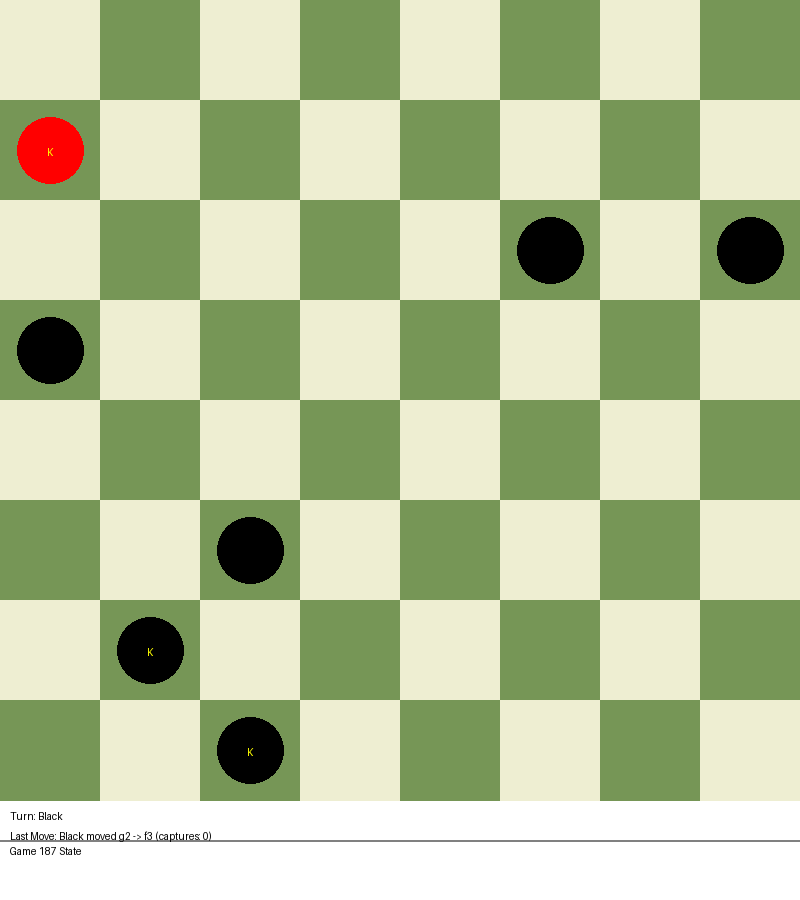 K
K
K
Turn: Black
Last Move: Black moved g2 -> f3 (captures: 0)
Game 187 State